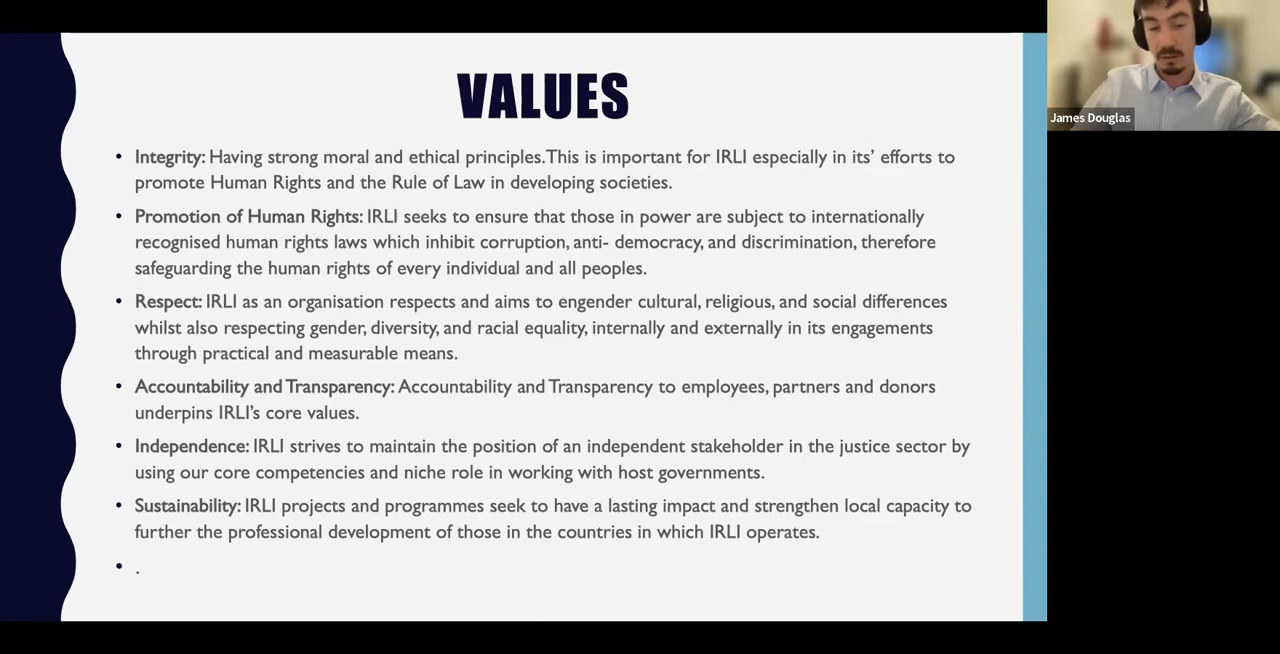 VALUES
• Integrity: Having strong moral and ethical principles.This is important for IRLI especially in its' efforts to
promote Human Rights and the Rule of Law in developing societies.
• Promotion of Human Rights: IRLI seeks to ensure that those in power are subject to internationally
recognised human rights laws which inhibit corruption, anti- democracy, and discrimination, therefore
safeguarding the human rights of every individual and all peoples.
• Respect: IRLI as an organisation respects and aims to engender cultural, religious, and social differences
whilst also respecting gender, diversity, and racial equality, internally and externally in its engagements
through practical and measurable means.
• Accountability and Transparency: Accountability and Transparency to employees, partners and donors
underpins IRLI's core values.
• Independence: IRLI strives to maintain the position of an independent stakeholder in the justice sector by
using our core competencies and niche role in working with host governments.
• Sustainability: IRLI projects and programmes seek to have a lasting impact and strengthen local capacity to
further the professional development of those in the countries in which IRLI operates.
• .
James Douglas